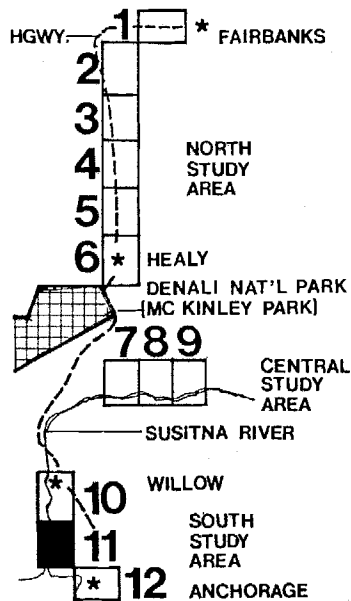 1
HGWY.
* FAIRBANKS
2
3
NORTH
STUDY
AREA
4
5
6
* HEALY
DENALI NAT'L PARK
(MC KINLEY PARK)
7 8 9
CENTRAL
STUDY
AREA
SUSITNA RIVER
* WILLOW
10
SOUTH
STUDY
AREA
11
* 12
ANCHORAGE